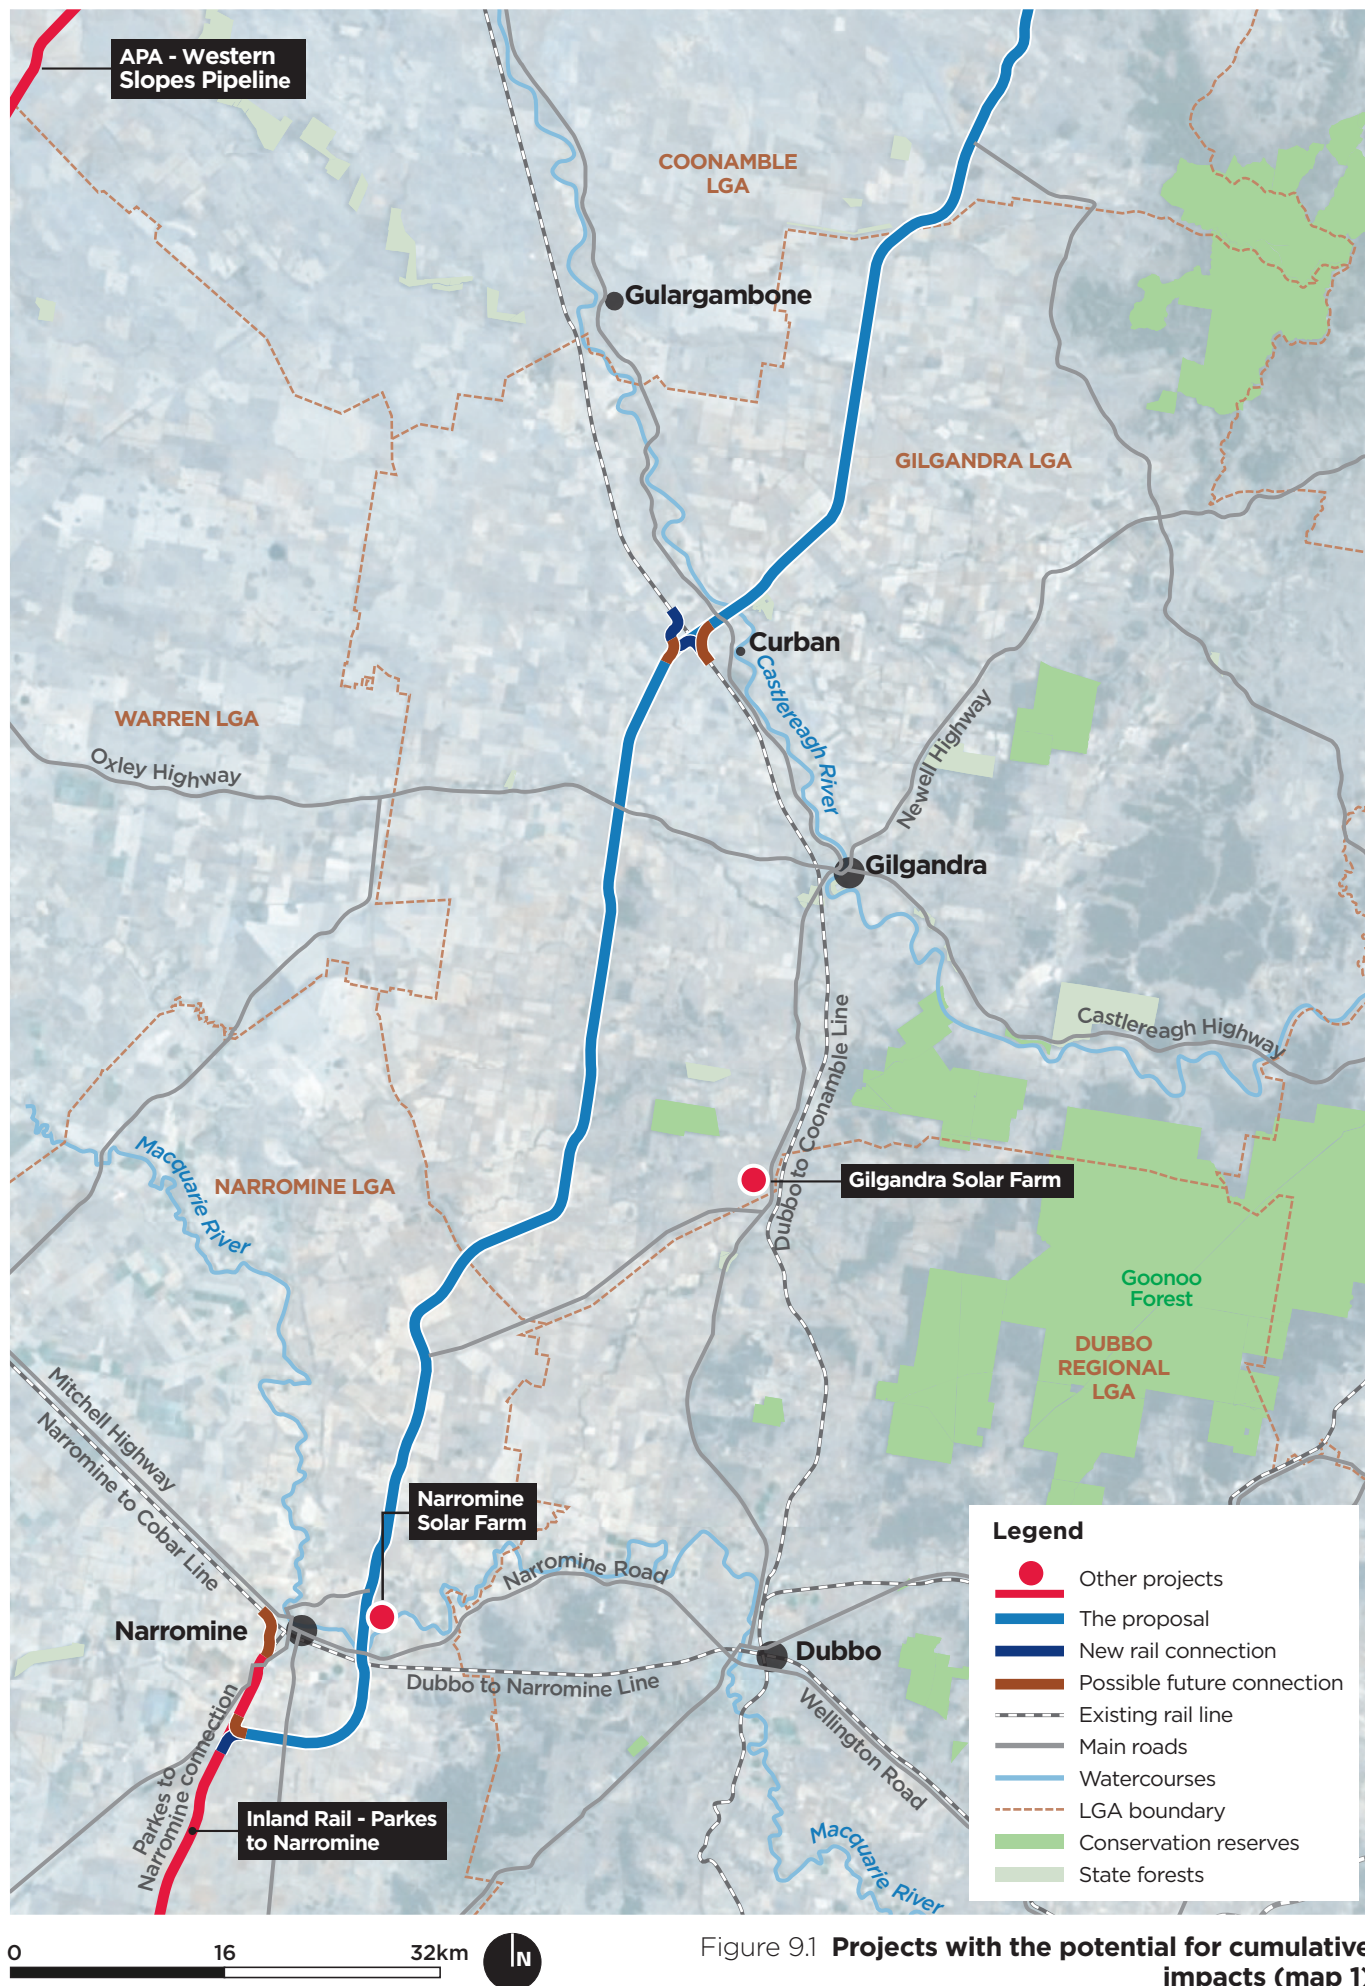 APA - Western
Slopes Pipeline
COONAMBLE
LGA
Gulargambone
GILGANDRA LGA
Curban
Castlereagh River
WARREN LGA
Oxley Highway
Newell Highway
Gilgandra
Castlereagh Highway
Dubbo to Coonamble Line
Macquarie River
NARROMINE LGA
Gilgandra Solar Farm
Goonoo
Forest
DUBBO
REGIONAL
LGA
Mitchell Highway
Narromine to Cobar Line
Narromine
Solar Farm
Narromine Road
Narromine
Dubbo
Dubbo to Narromine Line
Wellington Road
Parkes to
Narromine connection
Inland Rail - Parkes
to Narromine
Macquarie River
Legend
Other projects
The proposal
New rail connection
Possible future connection
Existing rail line
Main roads
Watercourses
LGA boundary
Conservation reserves
State forests
0 16 32km
N
Figure 9.1 Projects with the potential for cumulative
impacts (map 1)